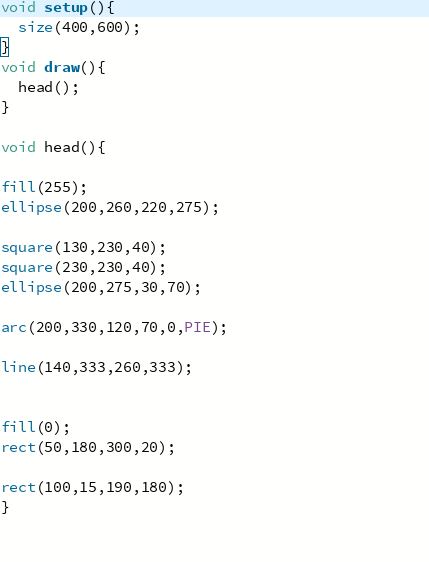 void setup(){
  size(400,600);
}
void draw(){
  head();
}

void head(){

fill(255);
ellipse(200,260,220,275);

square(130,230,40);
square(230,230,40);
ellipse(200,275,30,70);

arc(200,330,120,70,0,PIE);

line(140,333,260,333);


fill(0);
rect(50,180,300,20);

rect(100,15,190,180);
}